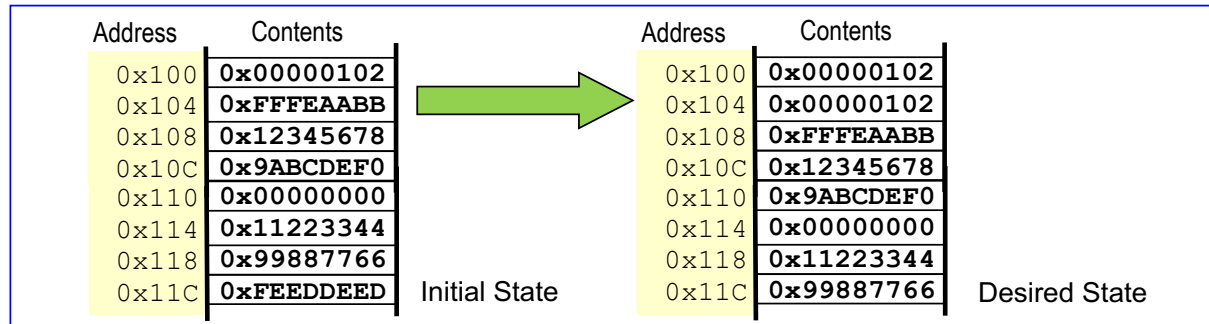 Address Contents
0x100 0x00000102
0x104 0xFFFEAABB
0x108 0x12345678
0x10C 0x9ABCDEF0
0x110 0x00000000
0x114 0x11223344
0x118 0x99887766
0x11C 0xFEEDDEED
Initial State
Address Contents
0x100 0x00000102
0x104 0x00000102
0x108 0xFFFEAABB
0x10C 0x12345678
0x110 0x9ABCDEF0
0x114 0x00000000
0x118 0x11223344
0x11C 0x99887766
Desired State